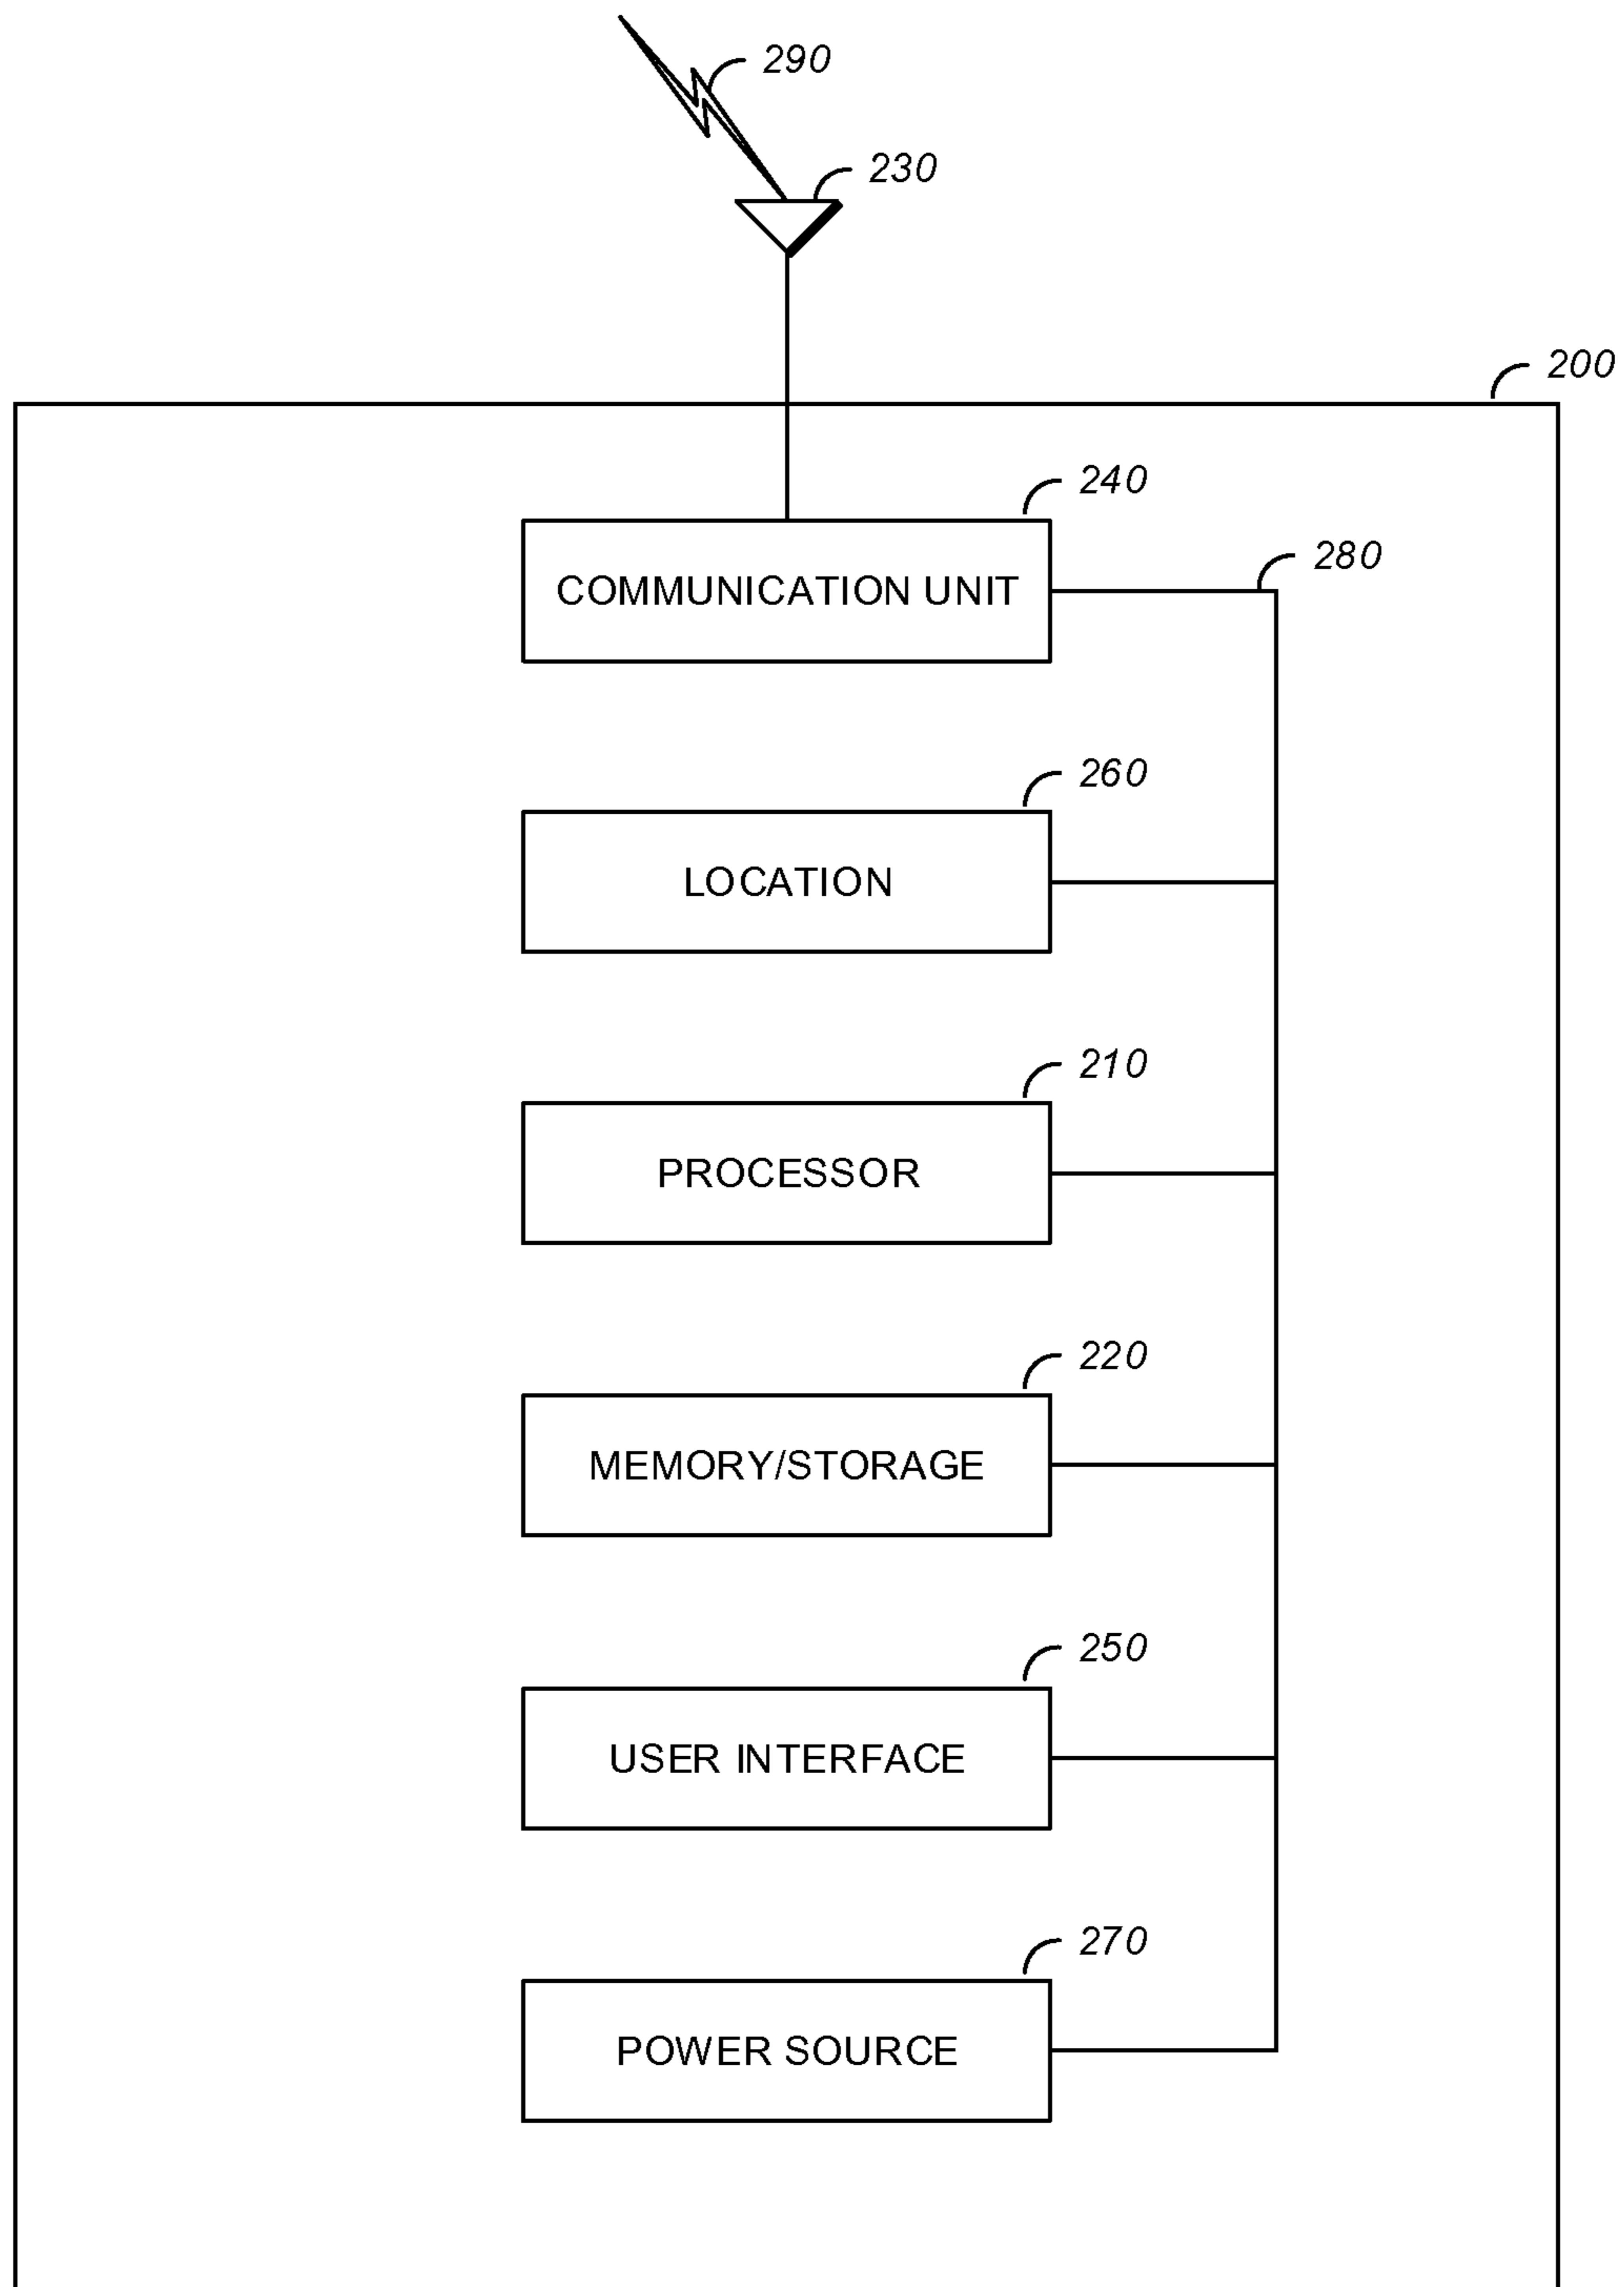 290
230
200
240
COMMUNICATION UNIT
280
260
LOCATION
210
PROCESSOR
220
MEMORY/STORAGE
250
USER INTERFACE
270
POWER SOURCE